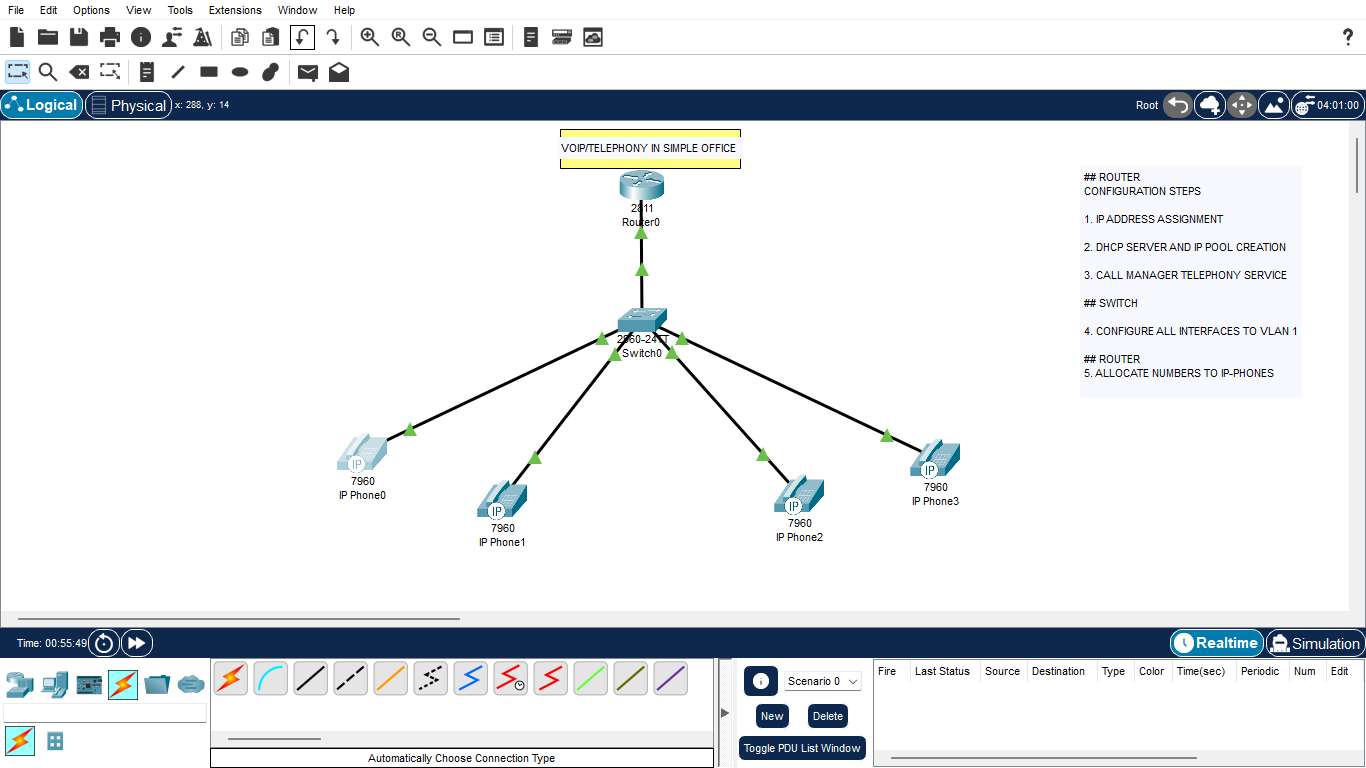 File Edit Options View Tools Extensions Window Help
?
Logical Physical x: 288, y: 14 Root 04:01:00
VOIP/TELEPHONY IN SIMPLE OFFICE
2811
Router0
2960-24TT
Switch0
7960
IP Phone0
7960
IP Phone1
7960
IP Phone2
7960
IP Phone3
IP
IP
IP
IP
## ROUTER
CONFIGURATION STEPS
1. IP ADDRESS ASSIGNMENT
2. DHCP SERVER AND IP POOL CREATION
3. CALL MANAGER TELEPHONY SERVICE
## SWITCH
4. CONFIGURE ALL INTERFACES TO VLAN 1
## ROUTER
5. ALLOCATE NUMBERS TO IP-PHONES
Time: 00:55:49 Realtime Simulation
Scenario 0
New Delete
Toggle PDU List Window
Fire Last Status Source Destination Type Color Time(sec) Periodic Num Edit
Automatically Choose Connection Type